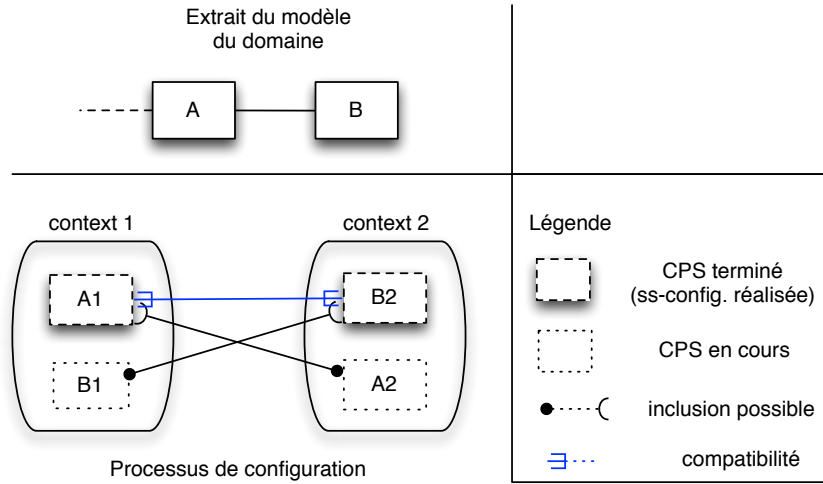 Extrait du modèle
du domaine
A
B
context 1
context 2
A1
B2
B1
A2
Processus de configuration
Légende
CPS terminé
(ss-config. réalisée)
CPS en cours
inclusion possible
compatibilité